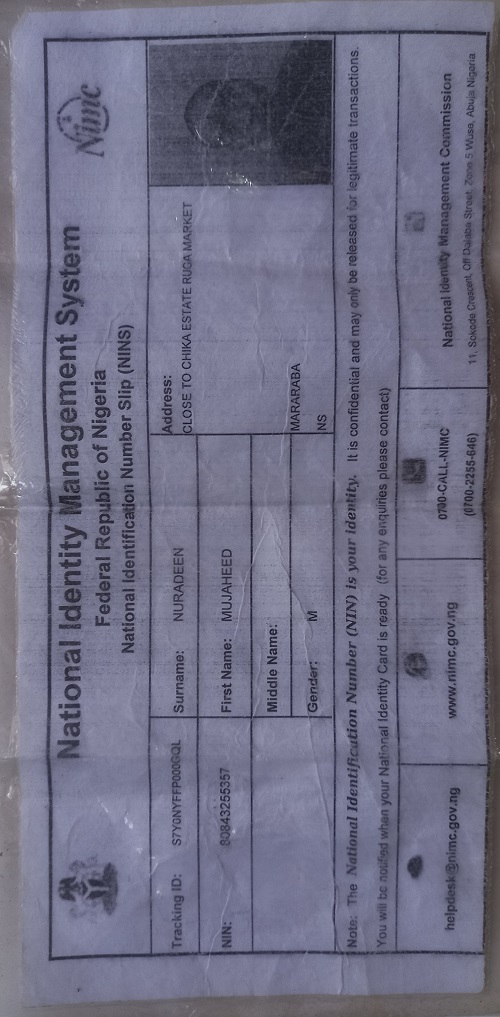 National Identity Management System
Federal Republic of Nigeria
National Identification Number Slip (NINS)
Nimc
Tracking ID: S7YGNYFFP000GQL
Surname: NURADEEN
Address:
CLOSE TO CHIKA ESTATE RUGA MARKET
NIN: 80843255357
First Name: MUJAHEED
Middle Name:
MARARABA
Gender: M
NS
Note: The National Identification Number (NIN) is your identity. It is confidential and may only be released for legitimate transactions.
You will be notified when your National Identity Card is ready (for any enquiries please contact)
helpdesk@nimc.gov.ng
www.nimc.gov.ng
0700-CALL-NIMC
(0700-2255-646)
National Identity Management Commission
11, Sokode Crescent, Off Dalaba Street, Zone 5 Wuse, Abuja Nigeria